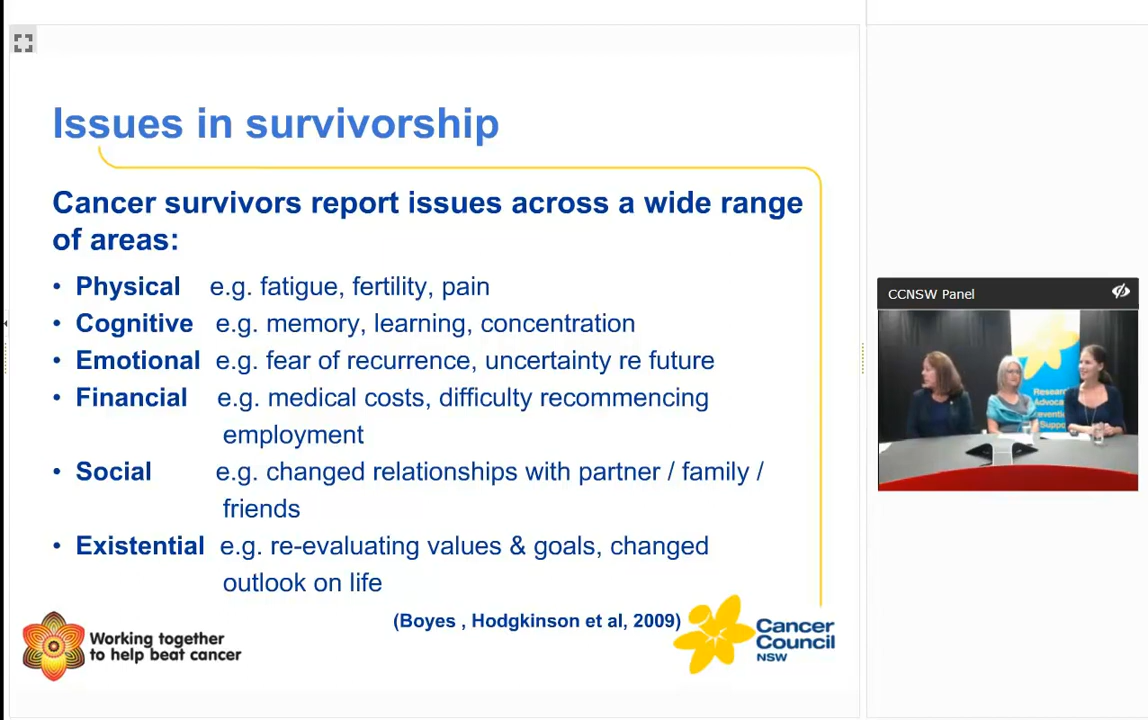 Issues in survivorship
Cancer survivors report issues across a wide range
of areas:
• Physical e.g. fatigue, fertility, pain
• Cognitive e.g. memory, learning, concentration
• Emotional e.g. fear of recurrence, uncertainty re future
• Financial e.g. medical costs, difficulty recommencing
employment
• Social e.g. changed relationships with partner / family /
friends
• Existential e.g. re-evaluating values & goals, changed
outlook on life
(Boyes , Hodgkinson et al, 2009)
Working together
to help beat cancer
Cancer
Council
NSW
CCNSW Panel
Resear
Advoca
Suppor